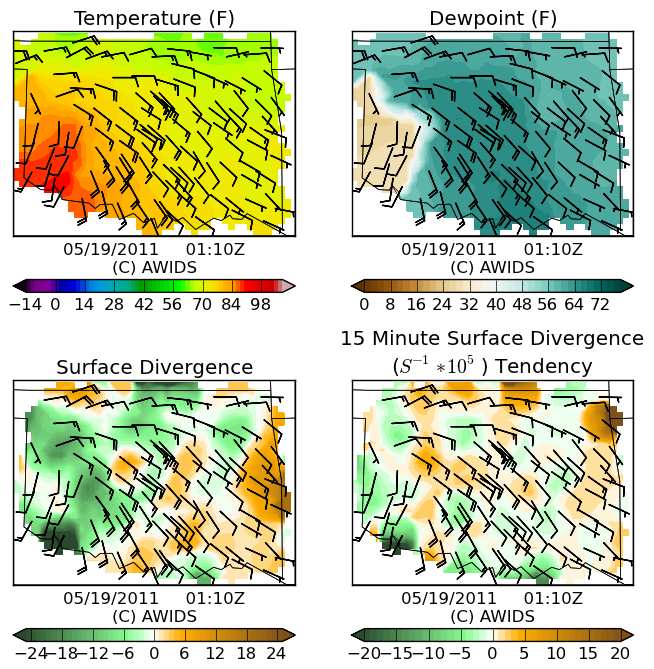 Temperature (F)
Dewpoint (F)
05/19/2011 01:10Z
(C) AWIDS
05/19/2011 01:10Z
(C) AWIDS
−14 0 14 28 42 56 70 84 98
0 8 16 24 32 40 48 56 64 72
Surface Divergence
15 Minute Surface Divergence
(S^{-1} *10^5 ) Tendency
05/19/2011 01:10Z
(C) AWIDS
05/19/2011 01:10Z
(C) AWIDS
−24 −18 −12 −6 0 6 12 18 24
−20 −15 −10 −5 0 5 10 15 20